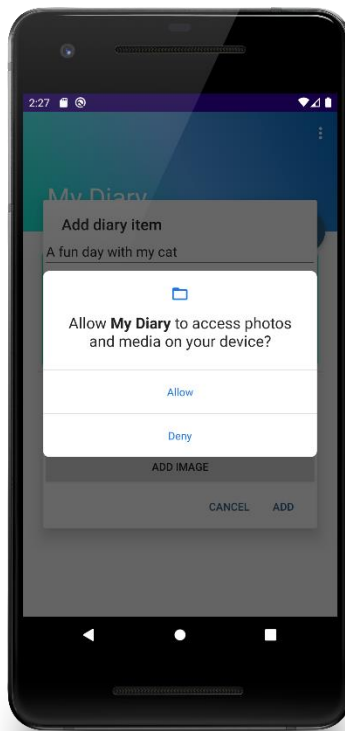 2:27
My Diary
Add diary item
A fun day with my cat
Allow My Diary to access photos
and media on your device?
Allow
Deny
ADD IMAGE
CANCEL ADD